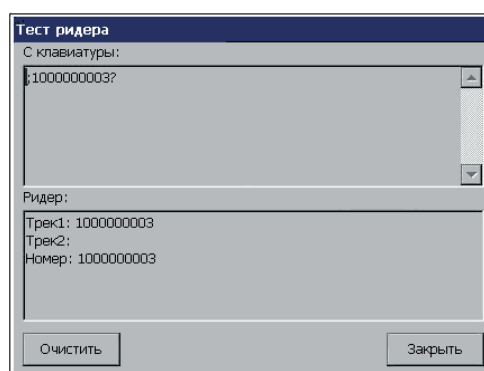 Тест ридера
С клавиатуры:
;1000000003?
Ридер:
Трек1: 1000000003
Трек2:
Номер: 1000000003
Очистить
Закрыть